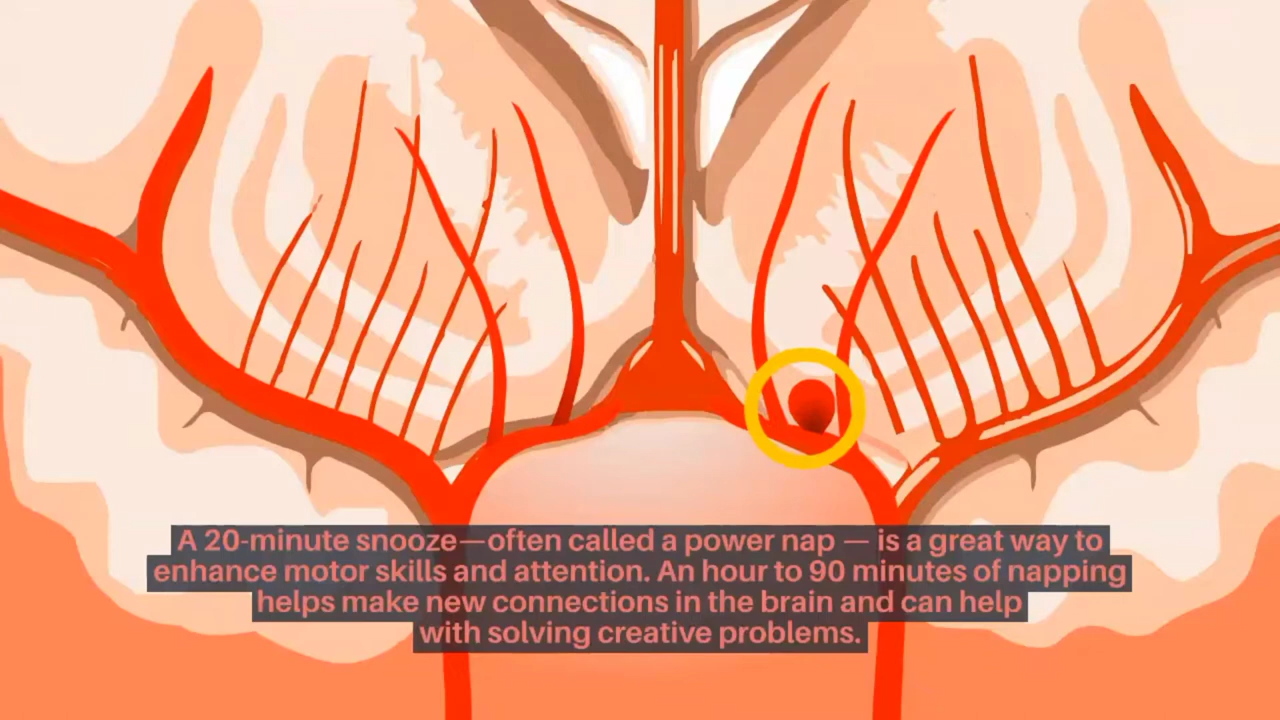 A 20-minute snooze—often called a power nap — is a great way to
enhance motor skills and attention. An hour to 90 minutes of napping
helps make new connections in the brain and can help
with solving creative problems.